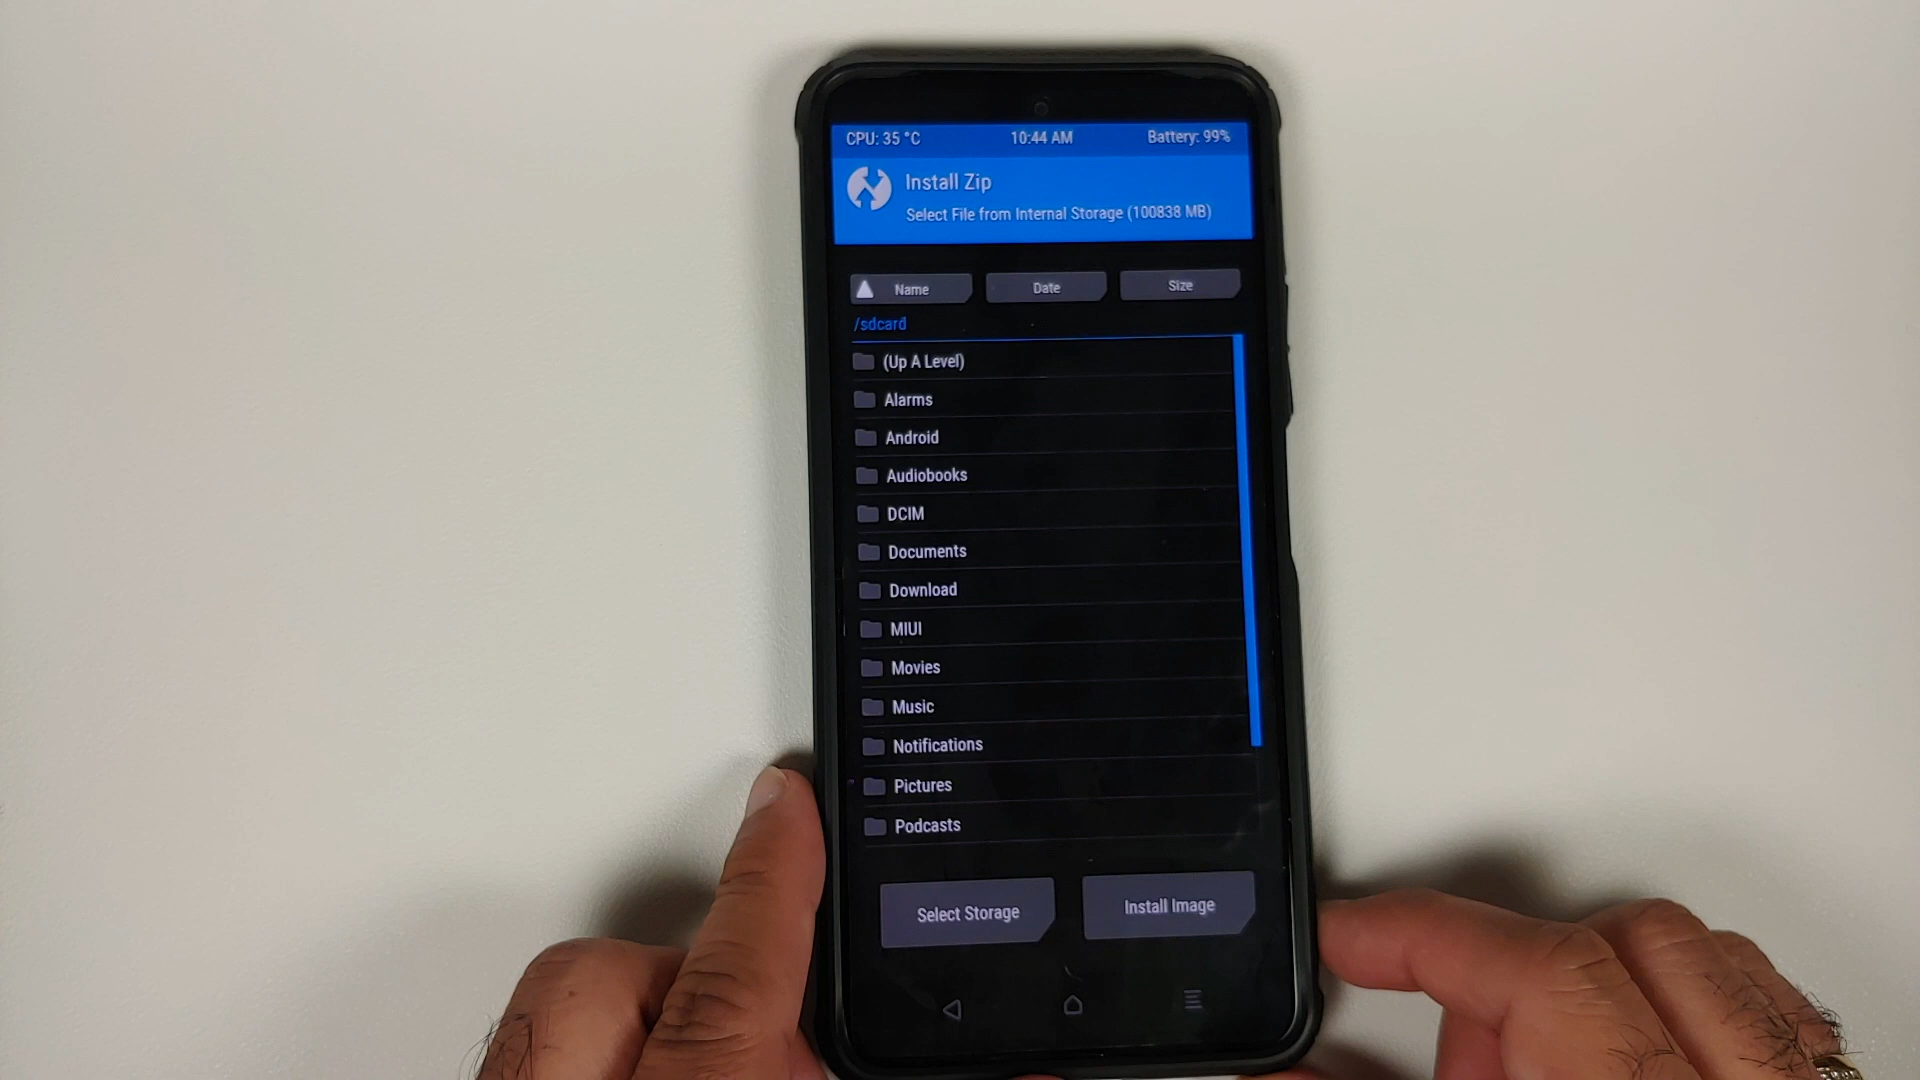 CPU: 35 °C 10:44 AM Battery: 99%
Install Zip
Select File from Internal Storage (100838 MB)
Name Date Size
/sdcard
(Up A Level)
Alarms
Android
Audiobooks
DCIM
Documents
Download
MIUI
Movies
Music
Notifications
Pictures
Podcasts
Select Storage Install Image